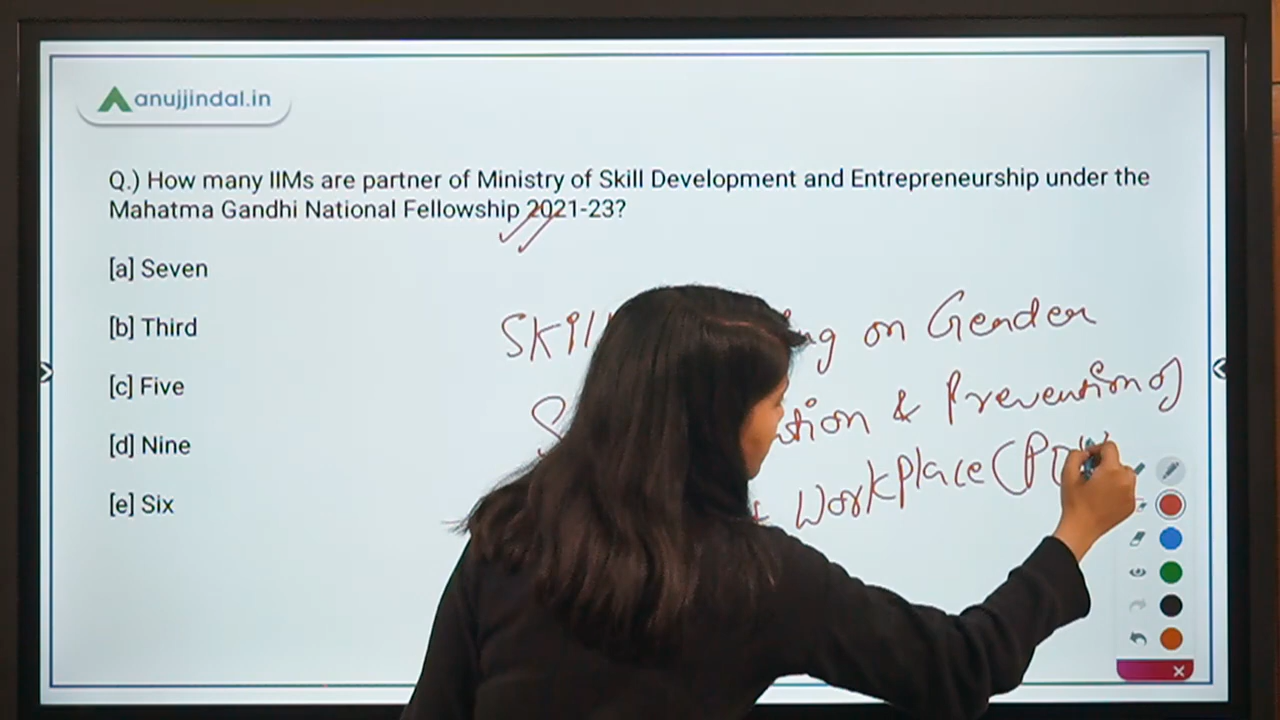 anujjindal.in
Q.) How many IIMs are partner of Ministry of Skill Development and Entrepreneurship under the
Mahatma Gandhi National Fellowship 2021-23?
[a] Seven
[b] Third
[c] Five
[d] Nine
[e] Six
on Gender
& Prevention of
Workplace